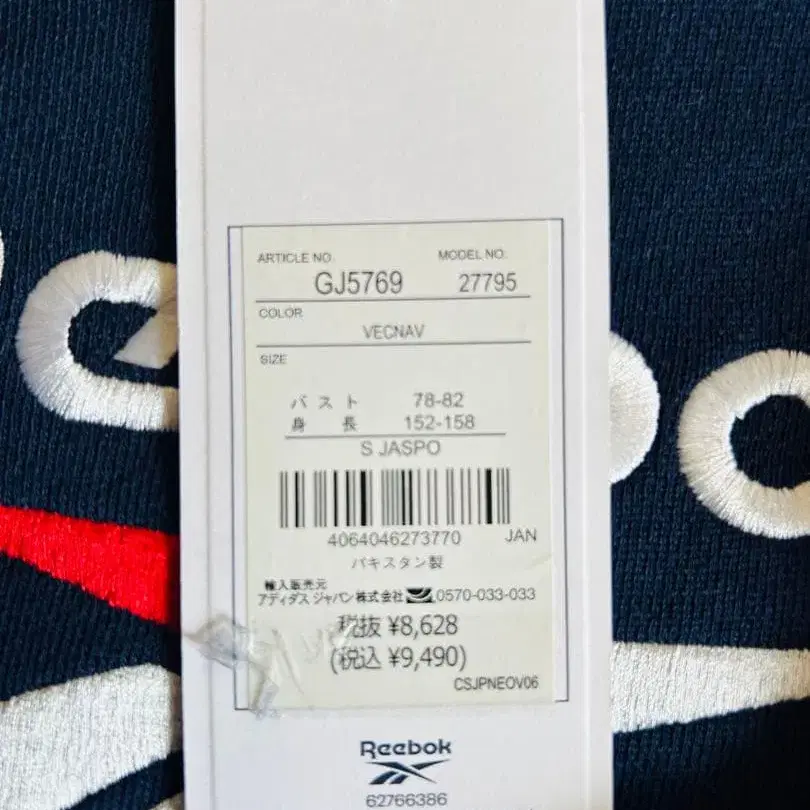 ARTICLE NO. MODEL NO.
GJ5769 27795
COLOR
VECNAV
SIZE
バスト 78-82
身長 152-158
S JASPO
4064046273770 JAN
パキスタン製
輸入販売元
アディダス ジャパン株式会社 0570-033-033
税抜 ¥8,628
(税込 ¥9,490)
CSJPNEOV06
Reebok
62766386